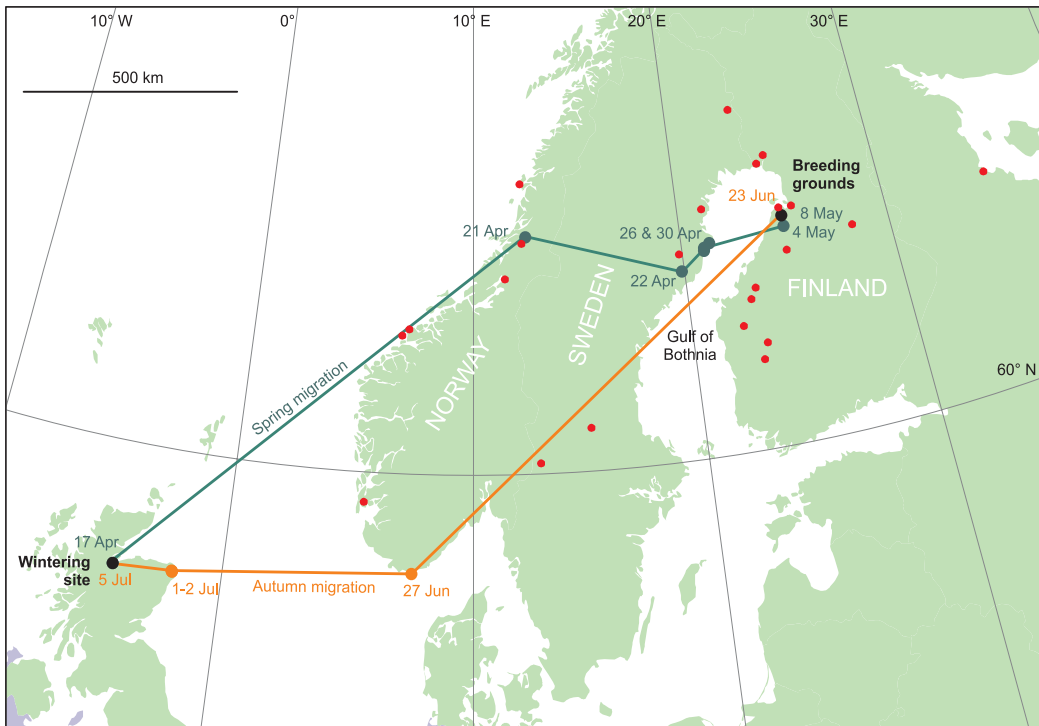 10° W
0°
10° E
20° E
30° E
500 km
Breeding
grounds
23 Jun
8 May
4 May
21 Apr
26 & 30 Apr
22 Apr
FINLAND
SWEDEN
Gulf of
Bothnia
NORWAY
60° N
Spring migration
17 Apr
Wintering
site
5 Jul
1-2 Jul
Autumn migration
27 Jun